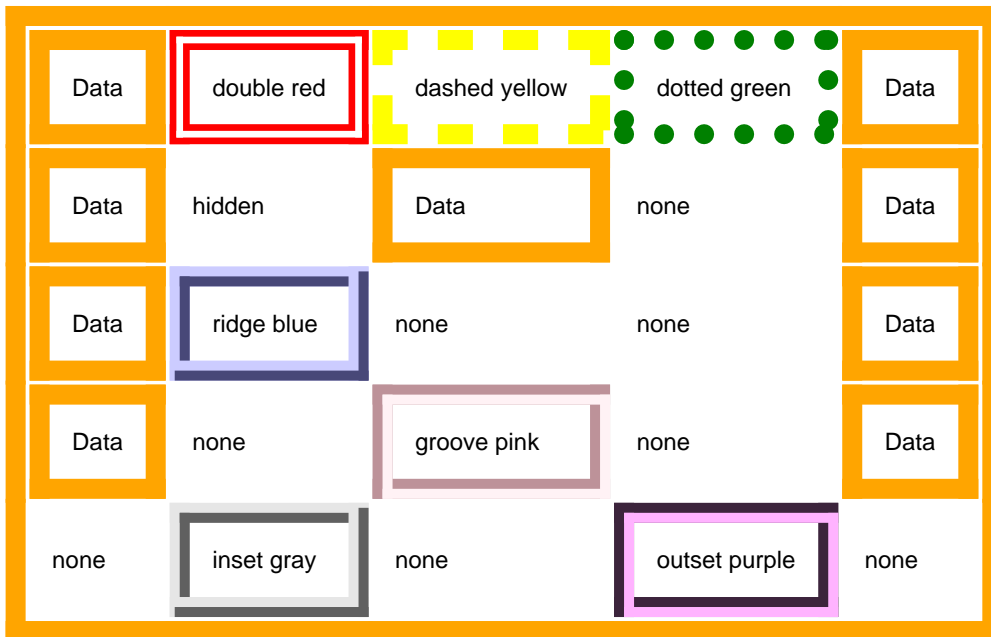 Data double red dashed yellow dotted green Data
Data hidden Data none Data
Data ridge blue none none Data
Data none groove pink none Data
none inset gray none outset purple none